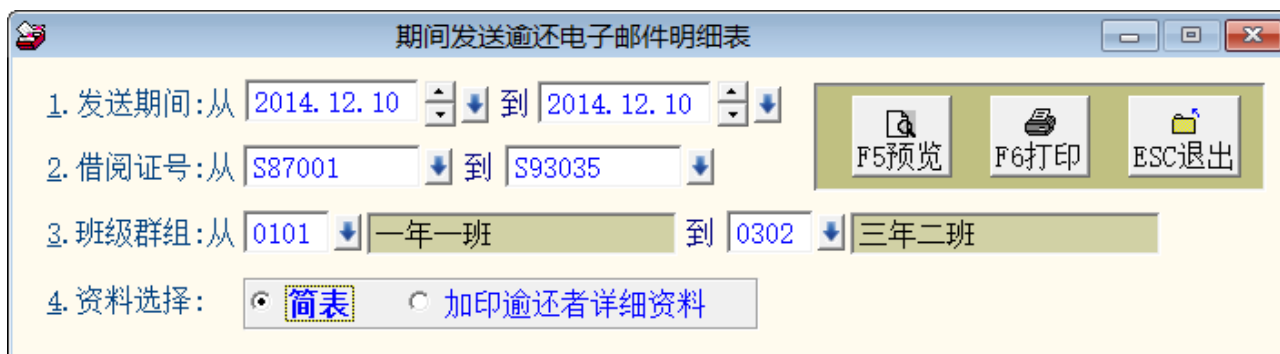 期间发送逾还电子邮件明细表
1.发送期间:从 2014.12.10 到 2014.12.10
F5预览 F6打印 ESC退出
2.借阅证号:从 S87001 到 S93035
3.班级群组:从 0101 一年一班 到 0302 三年二班
4.资料选择: 简表 加印逾还者详细资料